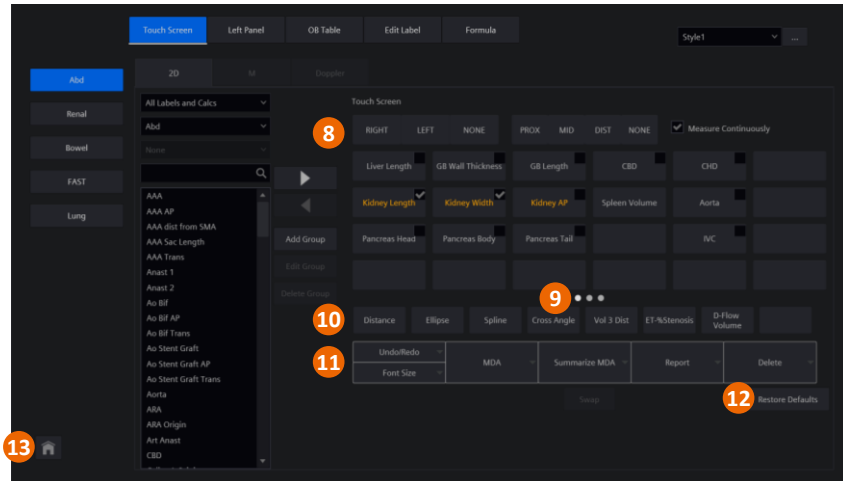 Touch Screen Left Panel OB Table Edit Label Formula
Style1 ...
2D M Doppler
Abd
Renal
Bowel
FAST
Lung
All Labels and Calcs
Abd
None
AAA
AAA AP
AAA dist from SMA
AAA Sac Length
AAA Trans
Anast 1
Anast 2
Ao Bif
Ao Bif AP
Ao Bif Trans
Ao Stent Graft
Ao Stent Graft AP
Ao Stent Graft Trans
Aorta
ARA
ARA Origin
Art Anast
CBD
Add Group
Edit Group
Delete Group
Touch Screen
8 RIGHT LEFT NONE PROX MID DIST NONE Measure Continuously
Liver Length GB Wall Thickness GB Length CBD CHD
Kidney Length Kidney Width Kidney AP Spleen Volume Aorta
Pancreas Head Pancreas Body Pancreas Tail IVC
9
10 Distance Ellipse Spline Cross Angle Vol 3 Dist ET-%Stenosis D-Flow
Volume
11 Undo/Redo MDA Summarize MDA Report Delete
Font Size
Swap 12 Restore Defaults
13